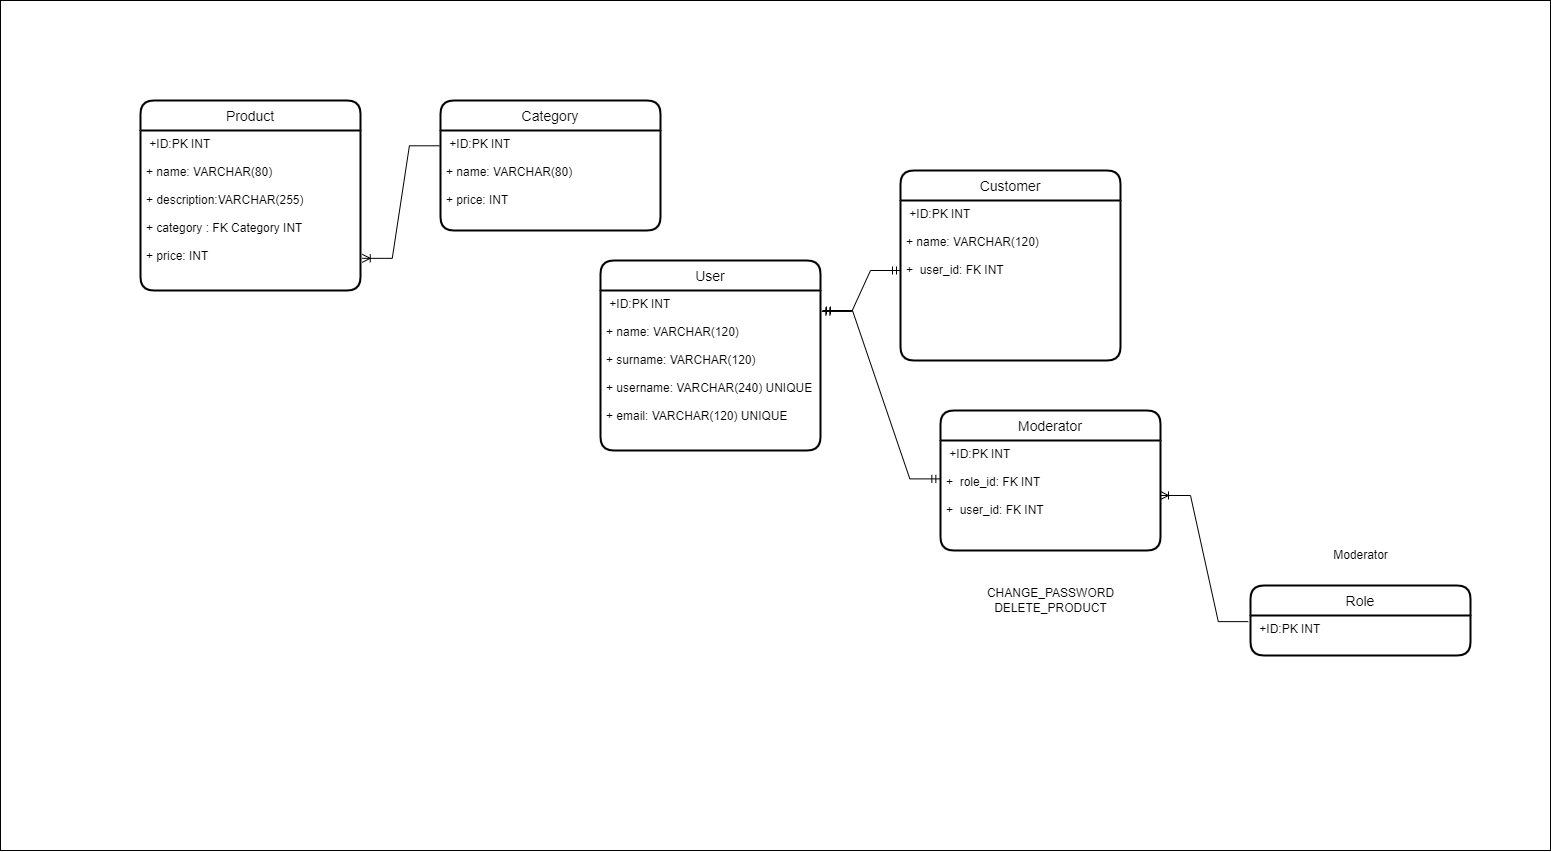 Product
+ID:PK INT
+ name: VARCHAR(80)
+ description:VARCHAR(255)
+ category : FK Category INT
+ price: INT
Category
+ID:PK INT
+ name: VARCHAR(80)
+ price: INT
User
+ID:PK INT
+ name: VARCHAR(120)
+ surname: VARCHAR(120)
+ username: VARCHAR(240) UNIQUE
+ email: VARCHAR(120) UNIQUE
Customer
+ID:PK INT
+ name: VARCHAR(120)
+ user_id: FK INT
Moderator
+ID:PK INT
+ role_id: FK INT
+ user_id: FK INT
CHANGE_PASSWORD
DELETE_PRODUCT
Moderator
Role
+ID:PK INT